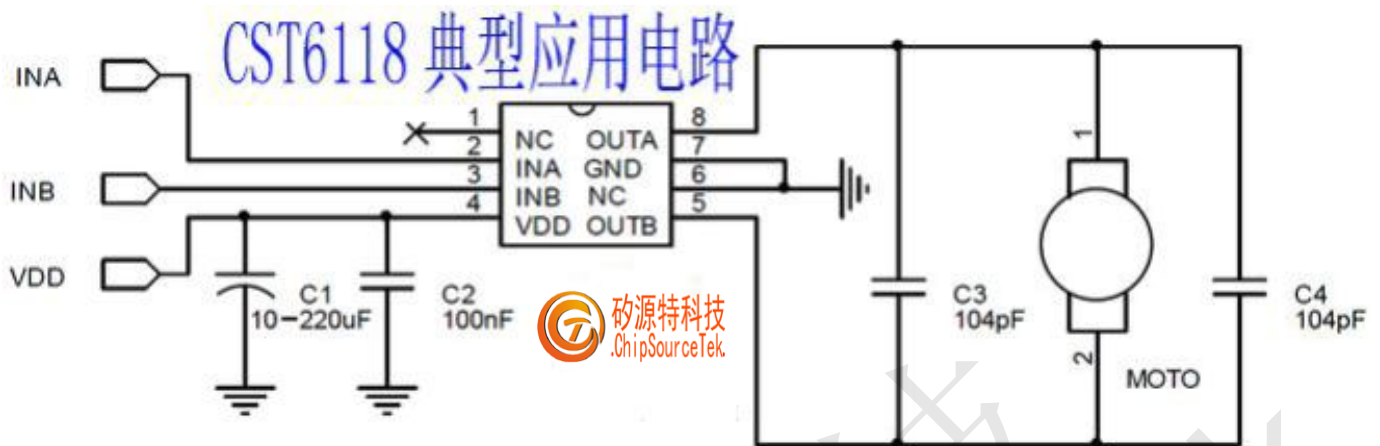 CST6118 典型应用电路
INA
INB
VDD
1
2
3
4
NC OUTA
INA GND
INB NC
VDD OUTB
8
7
6
5
C1
10-220uF
C2
100nF
矽源特科技
.ChipSourceTek.
C3
104pF
1
2
MOTO
C4
104pF